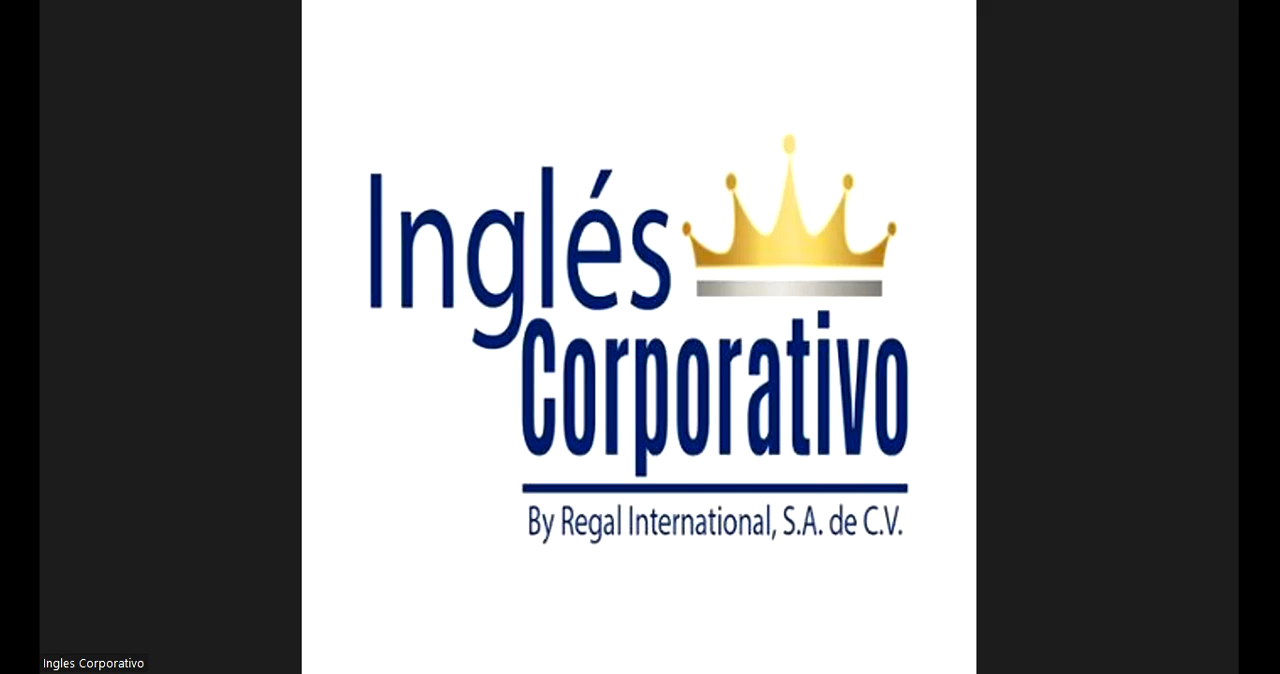 Inglés
Corporativo
By Regal International, S.A. de C.V.
Ingles Corporativo